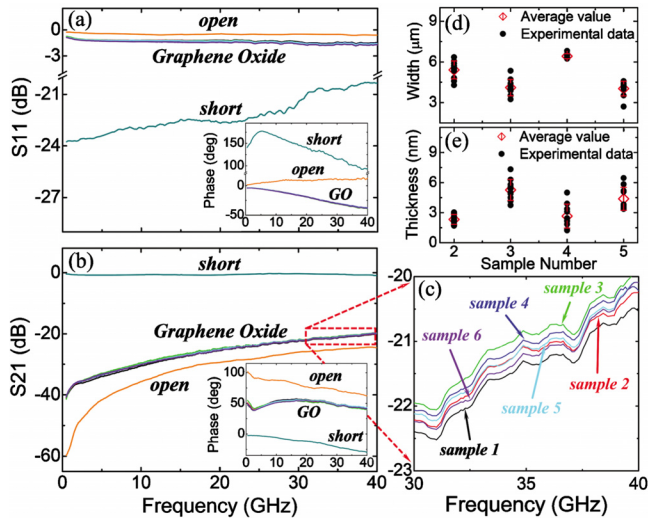 (a)
open
Graphene Oxide
short
0
-3
-21
-24
-27
S11 (dB)
short
open
GO
150
100
0
-50
Phase (deg)
0 10 20 30 40
(b)
short
Graphene Oxide
open
0
-20
-40
-60
S21 (dB)
open
GO
short
100
50
0
Phase (deg)
0 10 20 30 40
0 10 20 30 40
Frequency (GHz)
(d)
Average value
Experimental data
9
6
3
Width (μm)
(e)
Average value
Experimental data
12
9
6
3
0
Thickness (nm)
2 3 4 5
Sample Number
(c)
sample 3
sample 4
sample 6
sample 2
sample 5
sample 1
-20
-21
-22
-23
30 35 40
Frequency (GHz)